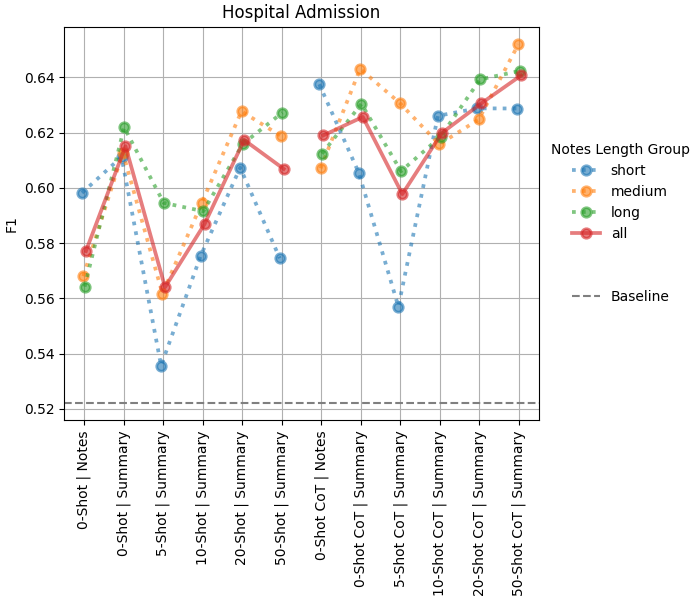 Hospital Admission
F1
0.64
0.62
0.60
0.58
0.56
0.54
0.52
0-Shot | Notes
0-Shot | Summary
5-Shot | Summary
10-Shot | Summary
20-Shot | Summary
50-Shot | Summary
0-Shot CoT | Notes
0-Shot CoT | Summary
5-Shot CoT | Summary
10-Shot CoT | Summary
20-Shot CoT | Summary
50-Shot CoT | Summary
Notes Length Group
short
medium
long
all
Baseline